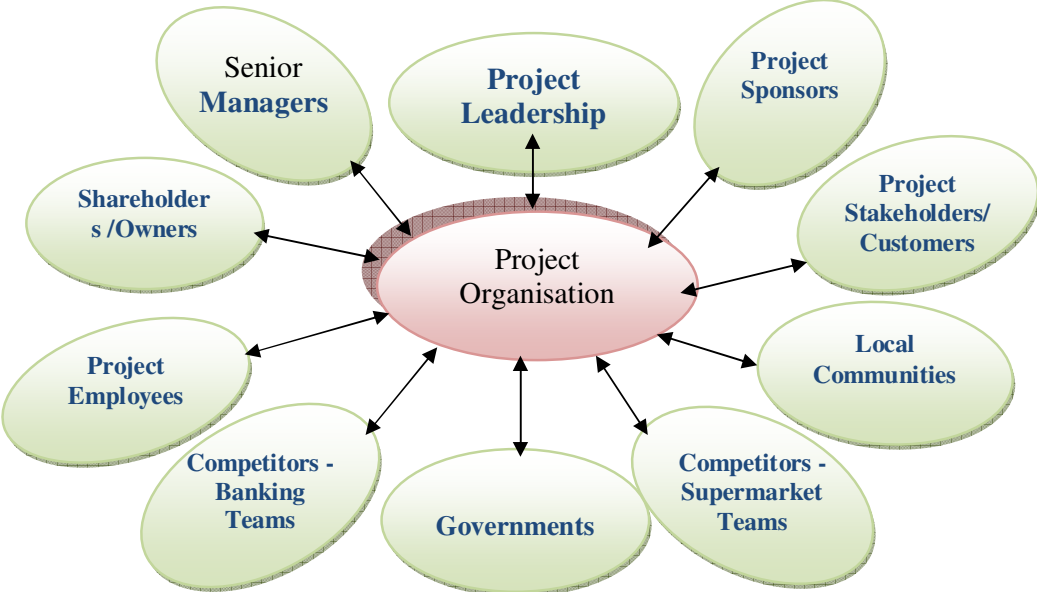 Senior
Managers
Project
Leadership
Project
Sponsors
Shareholder
s /Owners
Project
Stakeholders/
Customers
Project
Organisation
Project
Employees
Local
Communities
Competitors -
Banking
Teams
Governments
Competitors -
Supermarket
Teams